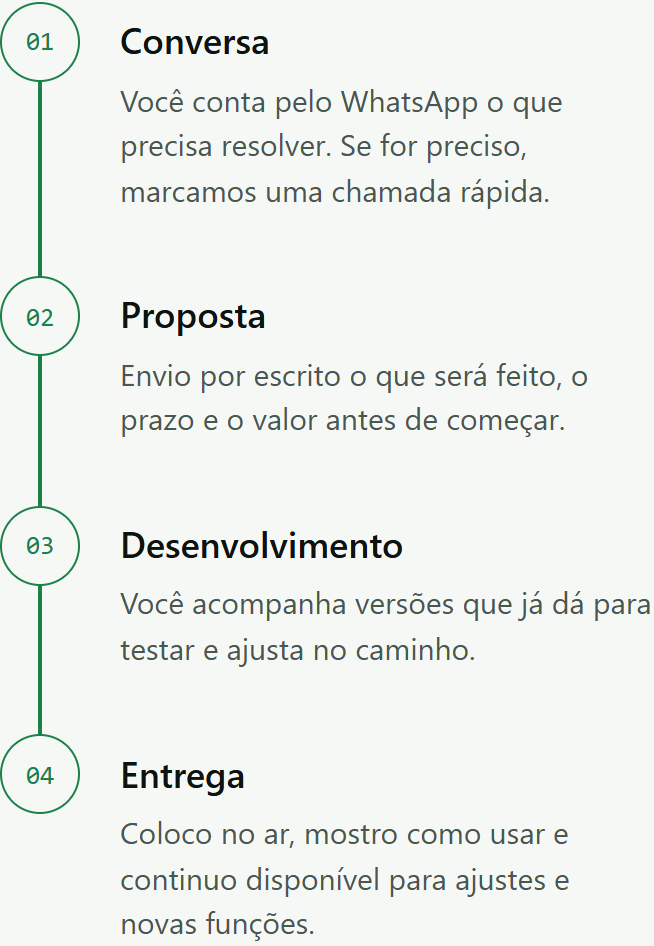 01
Conversa
Você conta pelo WhatsApp o que
precisa resolver. Se for preciso,
marcamos uma chamada rápida.
02
Proposta
Envio por escrito o que será feito, o
prazo e o valor antes de começar.
03
Desenvolvimento
Você acompanha versões que já dá para
testar e ajusta no caminho.
04
Entrega
Coloco no ar, mostro como usar e
continuo disponível para ajustes e
novas funções.